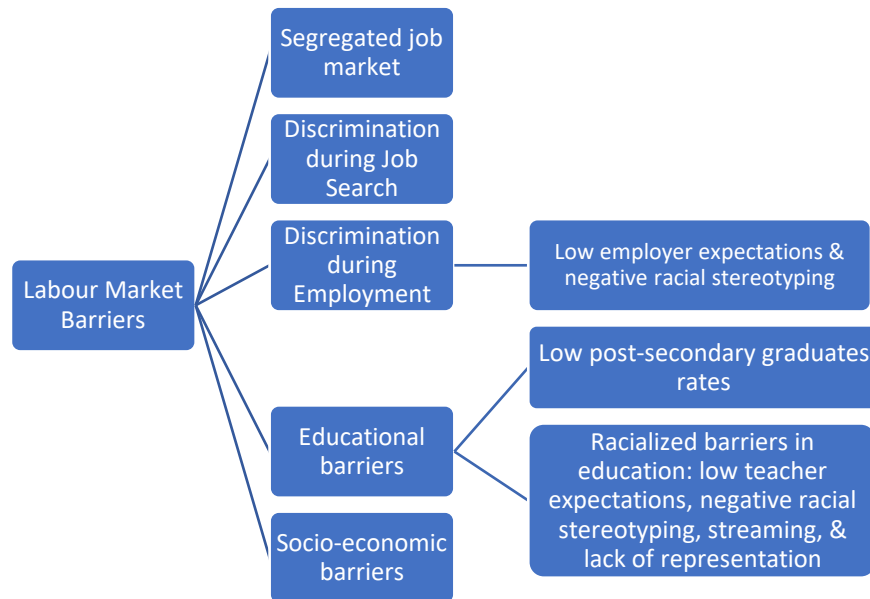 Segregated job
market
Discrimination
during Job
Search
Discrimination
during
Employment
Low employer expectations &
negative racial stereotyping
Labour Market
Barriers
Low post-secondary graduates
rates
Educational
barriers
Racialized barriers in
education: low teacher
expectations, negative racial
stereotyping, streaming, &
lack of representation
Socio-economic
barriers